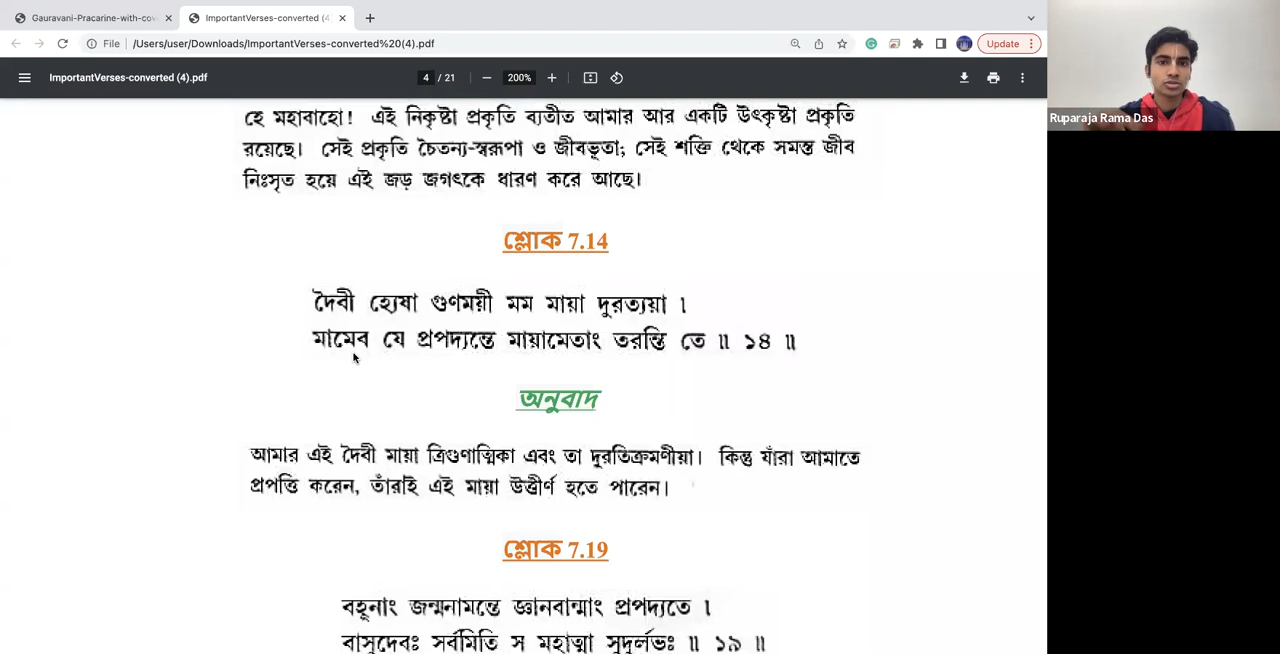 Gauravani-Pracarine-with-cov
ImportantVerses-converted (4).
File
/Users/user/Downloads/ImportantVerses-converted%20(4).pdf
Update
ImportantVerses-converted (4).pdf
4 / 21
200%
Ruparaja Rama Das
হে মহাবাহো! এই নিকৃষ্টা প্রকৃতি ব্যতীত আমার আর একটি উৎকৃষ্টা প্রকৃতি
রয়েছে। সেই প্রকৃতি চৈতন্য-স্বরূপা ও জীবভূতা; সেই শক্তি থেকে সমস্ত জীব
নিঃসৃত হয়ে এই জড় জগৎকে ধারণ করে আছে।
শ্লোক 7.14
দৈবী হ্যেষা গুণময়ী মম মায়া দুরত্যয়া ৷
মামেব যে প্রপদ্যন্তে মায়ামেতাং তরন্তি তে ॥ ১৪ ॥
অনুবাদ
আমার এই দৈবী মায়া ত্রিগুণাত্মিকা এবং তা দুরতিক্রমণীয়া। কিন্তু যাঁরা আমাতে
প্রপত্তি করেন, তাঁরাই এই মায়া উত্তীর্ণ হতে পারেন।
শ্লোক 7.19
বহূনাং জন্মনামন্তে জ্ঞানবান্মাং প্রপদ্যতে ৷
বাসুদেবঃ সর্বমিতি স মহাত্মা সুদুর্লভঃ ॥ ১৯ ॥